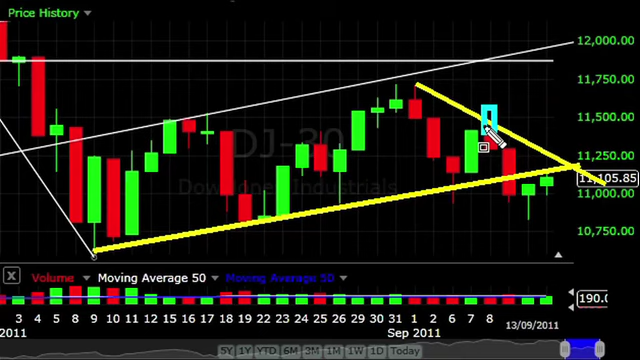 Price History
12,000.00
11,750.00
11,500.00
DJ-30
11,250.00
Dow Jones Industrials
11,105.85
11,000.00
10,750.00
X Volume Moving Average 50 Moving Average 50
190.0
3 4 5 8 9 10 11 12 15 16 17 18 19 22 23 24 25 26 29 30 31 1 2 6 7 8
2011 Sep 2011 13/09/2011
5Y 1Y YTD 6M 3M 1M 1W 1D Today